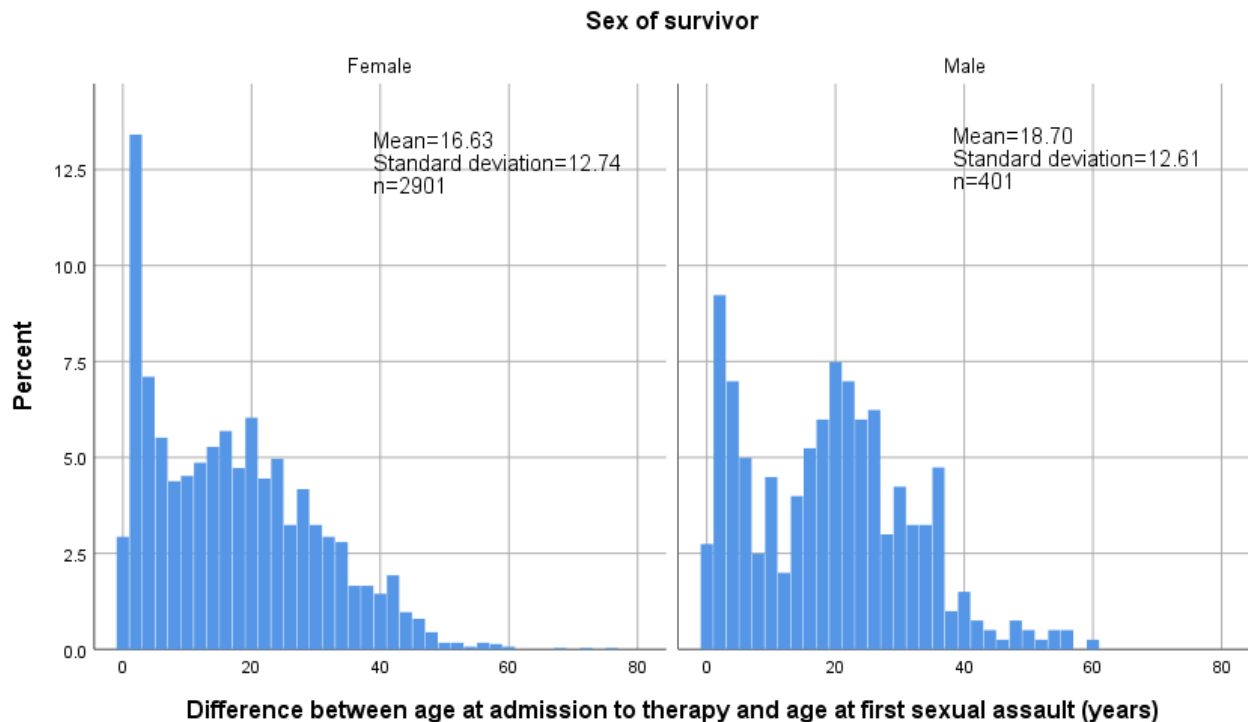 Sex of survivor
Female
Male
Mean=16.63
Standard deviation=12.74
n=2901
Mean=18.70
Standard deviation=12.61
n=401
Percent
12.5
10.0
7.5
5.0
2.5
0.0
0 20 40 60 80
0 20 40 60 80
Difference between age at admission to therapy and age at first sexual assault (years)